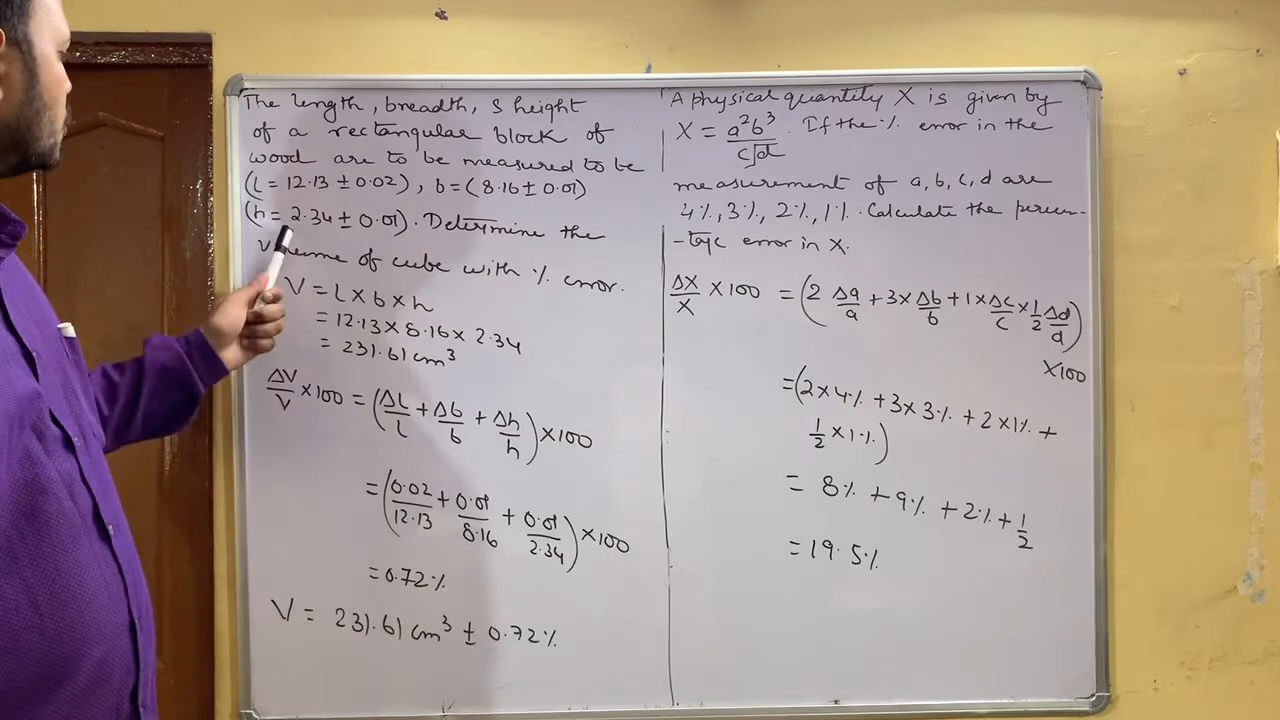 The length, breadth, & height
of a rectangular block of
wood are to be measured to be
(L = 12.13 ± 0.02), b = (8.16 ± 0.01)
(h = 2.34 ± 0.01). Determine the
of cube with % error.
V = l × b × h
= 12.13 × 8.16 × 2.34
= 231.61 cm³
ΔV/V × 100 = (ΔL/L + Δb/b + Δh/h) × 100
= (0.02/12.13 + 0.01/8.16 + 0.01/2.34) × 100
= 0.72%
V = 231.61 cm³ ± 0.72%
A physical quantity X is given by
X = a²b³/c√d. If the % error in the
measurement of a, b, c, d are
4%, 3%, 2%, 1%. Calculate the percen-
-tage error in X.
ΔX/X × 100 = (2 Δa/a + 3 × Δb/b + 1 × Δc/c × 1/2 Δd/d)
× 100
= (2 × 4% + 3 × 3% + 2 × 1% +
1/2 × 1%)
= 8% + 9% + 2% + 1/2
= 19.5%